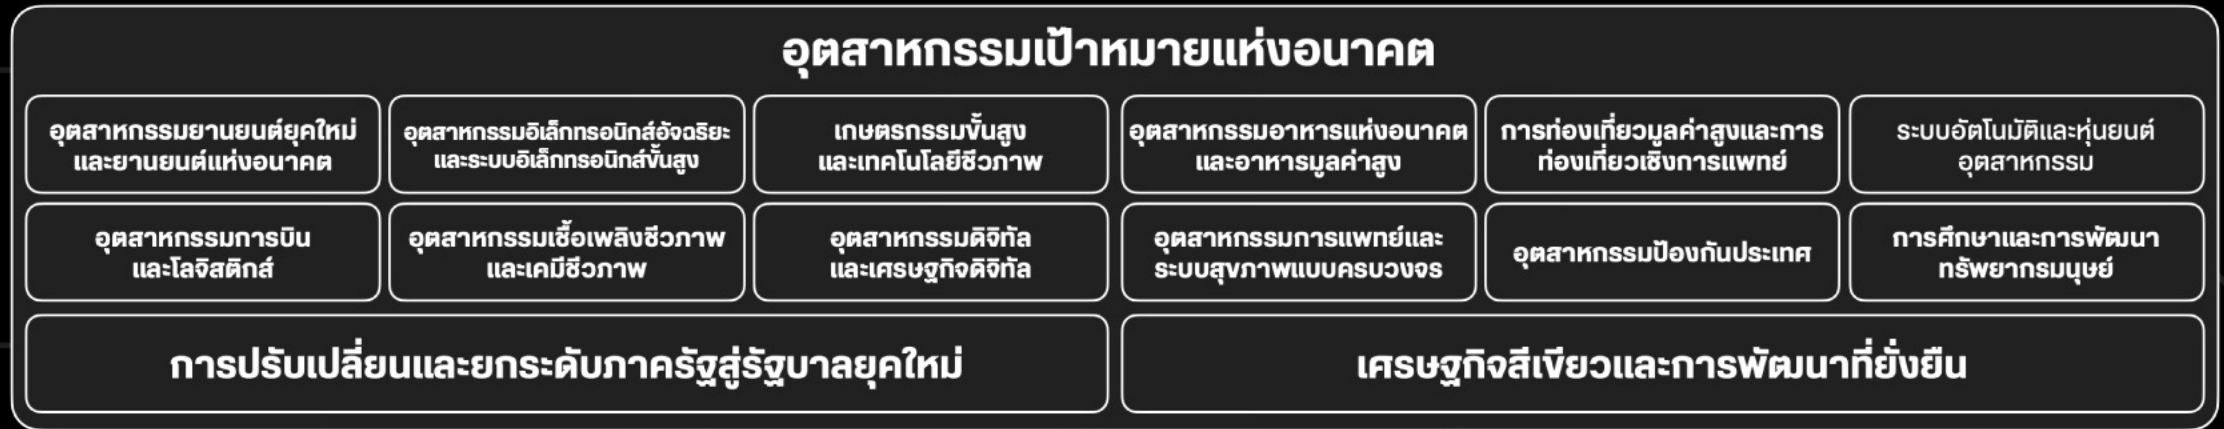 อุตสาหกรรมเป้าหมายแห่งอนาคต
อุตสาหกรรมยานยนต์ยุคใหม่
และยานยนต์แห่งอนาคต
อุตสาหกรรมอิเล็กทรอนิกส์อัจฉริยะ
และระบบอิเล็กทรอนิกส์ขั้นสูง
เกษตรกรรมขั้นสูง
และเทคโนโลยีชีวภาพ
อุตสาหกรรมอาหารแห่งอนาคต
และอาหารมูลค่าสูง
การท่องเที่ยวมูลค่าสูงและการ
ท่องเที่ยวเชิงการแพทย์
ระบบอัตโนมัติและหุ่นยนต์
อุตสาหกรรม
อุตสาหกรรมการบิน
และโลจิสติกส์
อุตสาหกรรมเชื้อเพลิงชีวภาพ
และเคมีชีวภาพ
อุตสาหกรรมดิจิทัล
และเศรษฐกิจดิจิทัล
อุตสาหกรรมการแพทย์และ
ระบบสุขภาพแบบครบวงจร
อุตสาหกรรมป้องกันประเทศ
การศึกษาและการพัฒนา
ทรัพยากรมนุษย์
การปรับเปลี่ยนและยกระดับภาครัฐสู่รัฐบาลยุคใหม่
เศรษฐกิจสีเขียวและการพัฒนาที่ยั่งยืน